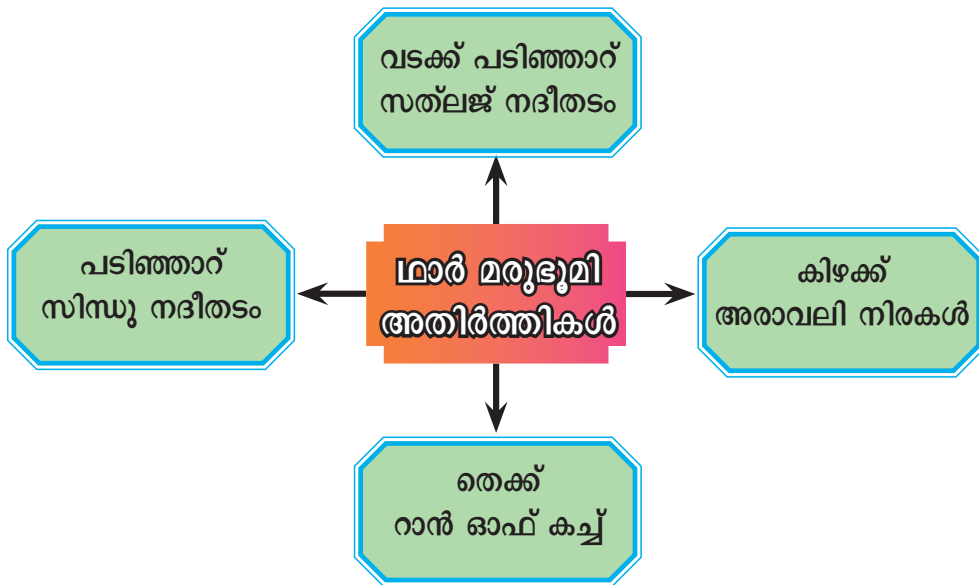 വടക്ക് പടിഞ്ഞാറ്
സത്‌ലജ് നദീതടം
പടിഞ്ഞാറ്
സിന്ധു നദീതടം
ഥാർ മരുഭൂമി
അതിർത്തികൾ
കിഴക്ക്
അരാവലി നിരകൾ
തെക്ക്
റാൻ ഓഫ് കച്ച്